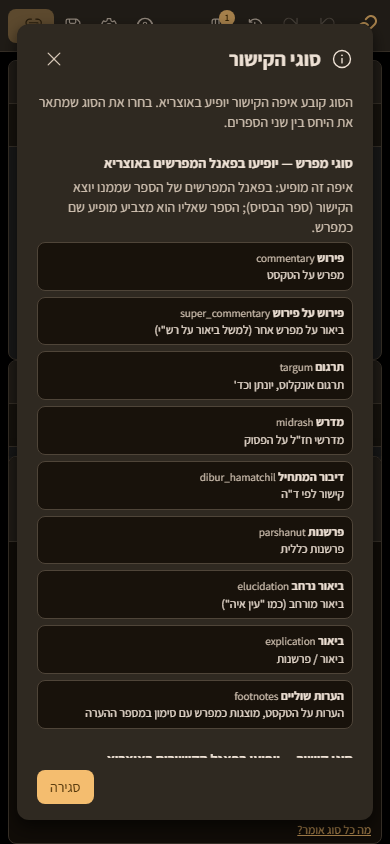 1
סוגי הקישור
הסוג קובע איפה הקישור יופיע באוצריא. בחרו את הסוג שמתאר
את היחס בין שני הספרים.
סוגי מפרש — יופיעו בפאנל המפרשים באוצריא
איפה זה מופיע: בפאנל המפרשים של הספר שממנו יוצא
הקישור (ספר הבסיס); הספר שאליו הוא מצביע מופיע שם
כמפרש.
פירוש commentary
מפרש על הטקסט
פירוש על פירוש super_commentary
ביאור על מפרש אחר (למשל ביאור על רש"י)
תרגום targum
תרגום אונקלוס, יונתן וכד'
מדרש midrash
מדרשי חז"ל על הפסוק
דיבור המתחיל dibur_hamatchil
קישור לפי ד"ה
פרשנות parshanut
פרשנות כללית
ביאור נרחב elucidation
ביאור מורחב (כמו "עין איה")
ביאור explication
ביאור / פרשנות
הערות שוליים footnotes
הערות על הטקסט, מוצגות כמפרש עם סימון במספר ההערה
סגירה
מה כל סוג אומר?